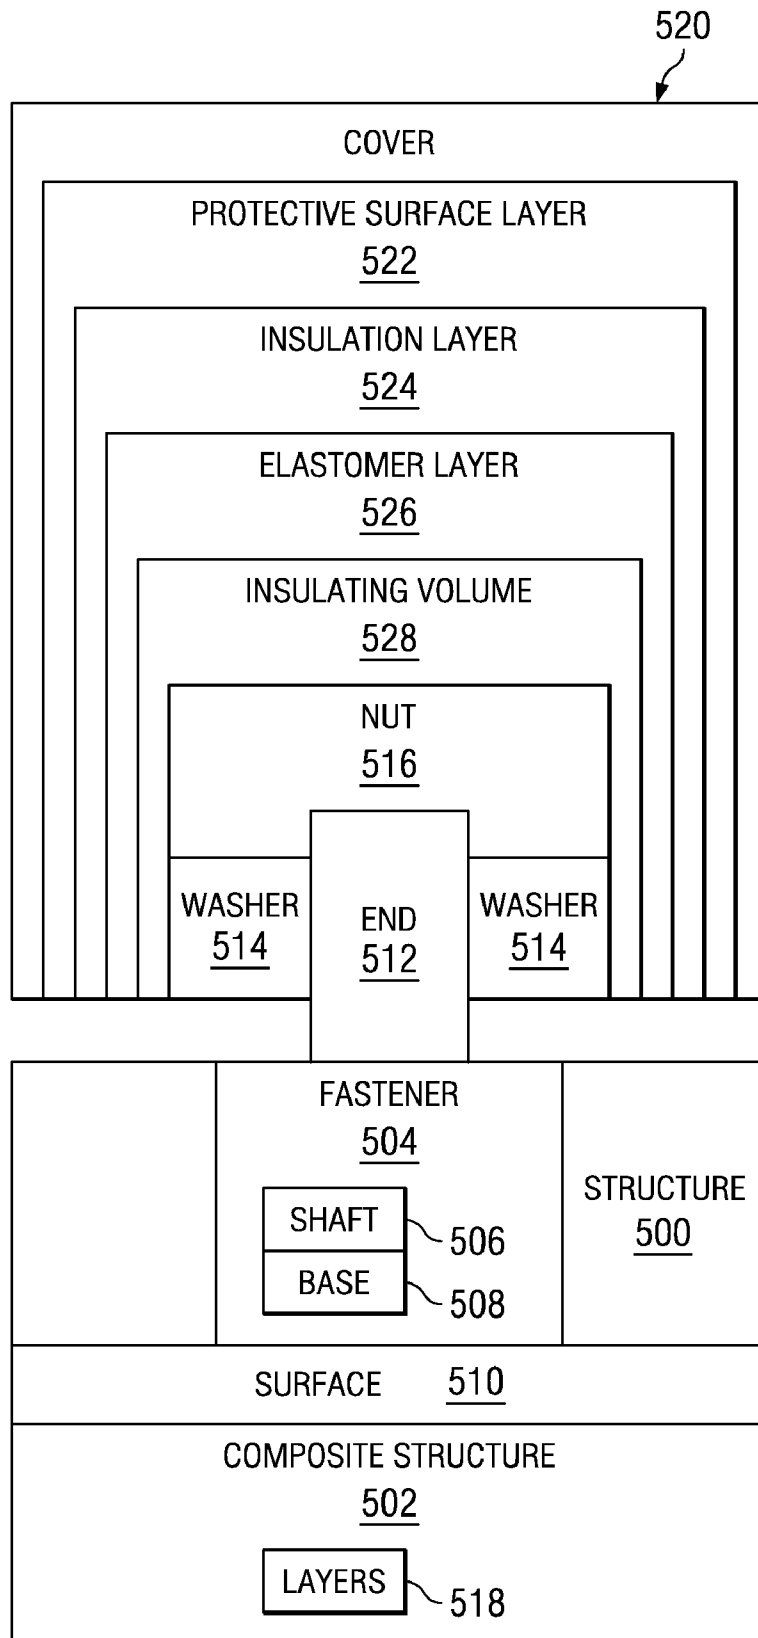 520
COVER
PROTECTIVE SURFACE LAYER
522
INSULATION LAYER
524
ELASTOMER LAYER
526
INSULATING VOLUME
528
NUT
516
WASHER
514
END
512
WASHER
514
FASTENER
504
SHAFT
506
BASE
508
STRUCTURE
500
SURFACE 510
COMPOSITE STRUCTURE
502
LAYERS
518